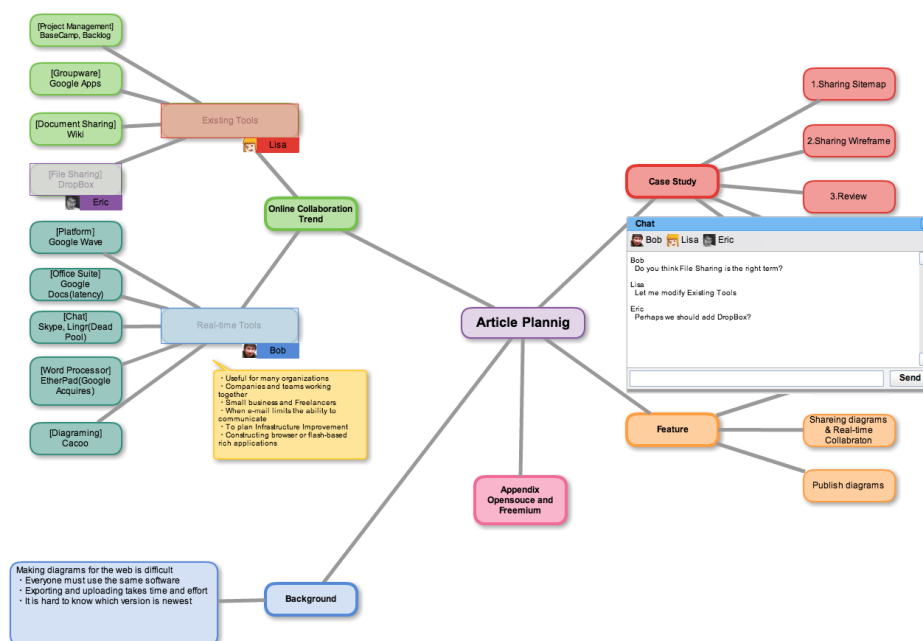 [Project Management]
BaseCamp, Backlog
[Groupware]
Google Apps
[Document Sharing]
Wiki
[File Sharing]
DropBox
Eric
Existing Tools
Lisa
Online Collaboration
Trend
[Platform]
Google Wave
[Office Suite]
Google
Docs(latency)
[Chat]
Skype, Lingr(Dead
Pool)
[Word Processor]
EtherPad(Google
Acquires)
[Diagraming]
Cacoo
Real-time Tools
Bob
・Useful for many organizations
・Companies and teams working
together
・Small business and Freelancers
・When e-mail limits the ability to
communicate
・To plan Infrastructure Improvement
・Constructing browser or flash-based
rich applications
Article Plannig
Case Study
1.Sharing Sitemap
2.Sharing Wireframe
3.Review
Chat
Bob Lisa Eric
Bob
Do you think File Sharing is the right term?
Lisa
Let me modify Existing Tools
Eric
Perhaps we should add DropBox?
Send
Feature
Shareing diagrams
& Real-time
Collabraton
Publish diagrams
Appendix
Opensouce and
Freemium
Background
Making diagrams for the web is difficult
・Everyone must use the same software
・Exporting and uploading takes time and effort
・It is hard to know which version is newest